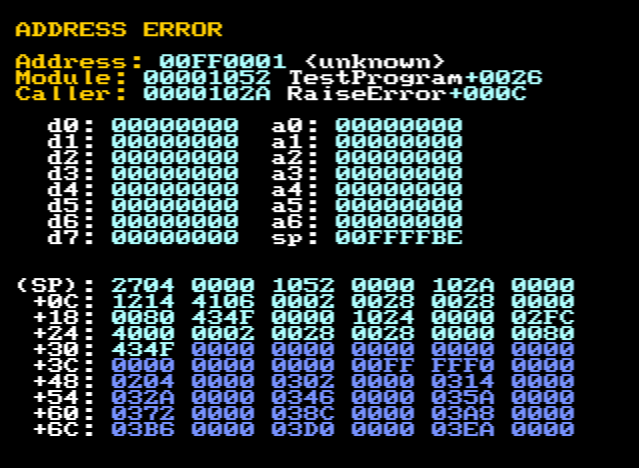 ADDRESS ERROR
Address: 00FF0001 <unknown>
Module: 00001052 TestProgram+0026
Caller: 0000102A RaiseError+000C
d0: 00000000 a0: 00000000
d1: 00000000 a1: 00000000
d2: 00000000 a2: 00000000
d3: 00000000 a3: 00000000
d4: 00000000 a4: 00000000
d5: 00000000 a5: 00000000
d6: 00000000 a6: 00000000
d7: 00000000 sp: 00FFFFBE
(SP): 2704 0000 1052 0000 102A 0000
+0C: 1214 4106 0002 0028 0028 0000
+18: 0080 434F 0000 1024 0000 02FC
+24: 4000 0002 0028 0028 0000 0080
+30: 434F 0000 0000 0000 0000 0000
+3C: 0000 0000 0000 00FF FFF0 0000
+48: 0204 0000 0302 0000 0314 0000
+54: 032A 0000 0346 0000 035A 0000
+60: 0372 0000 038C 0000 03A8 0000
+6C: 03B6 0000 03D0 0000 03EA 0000